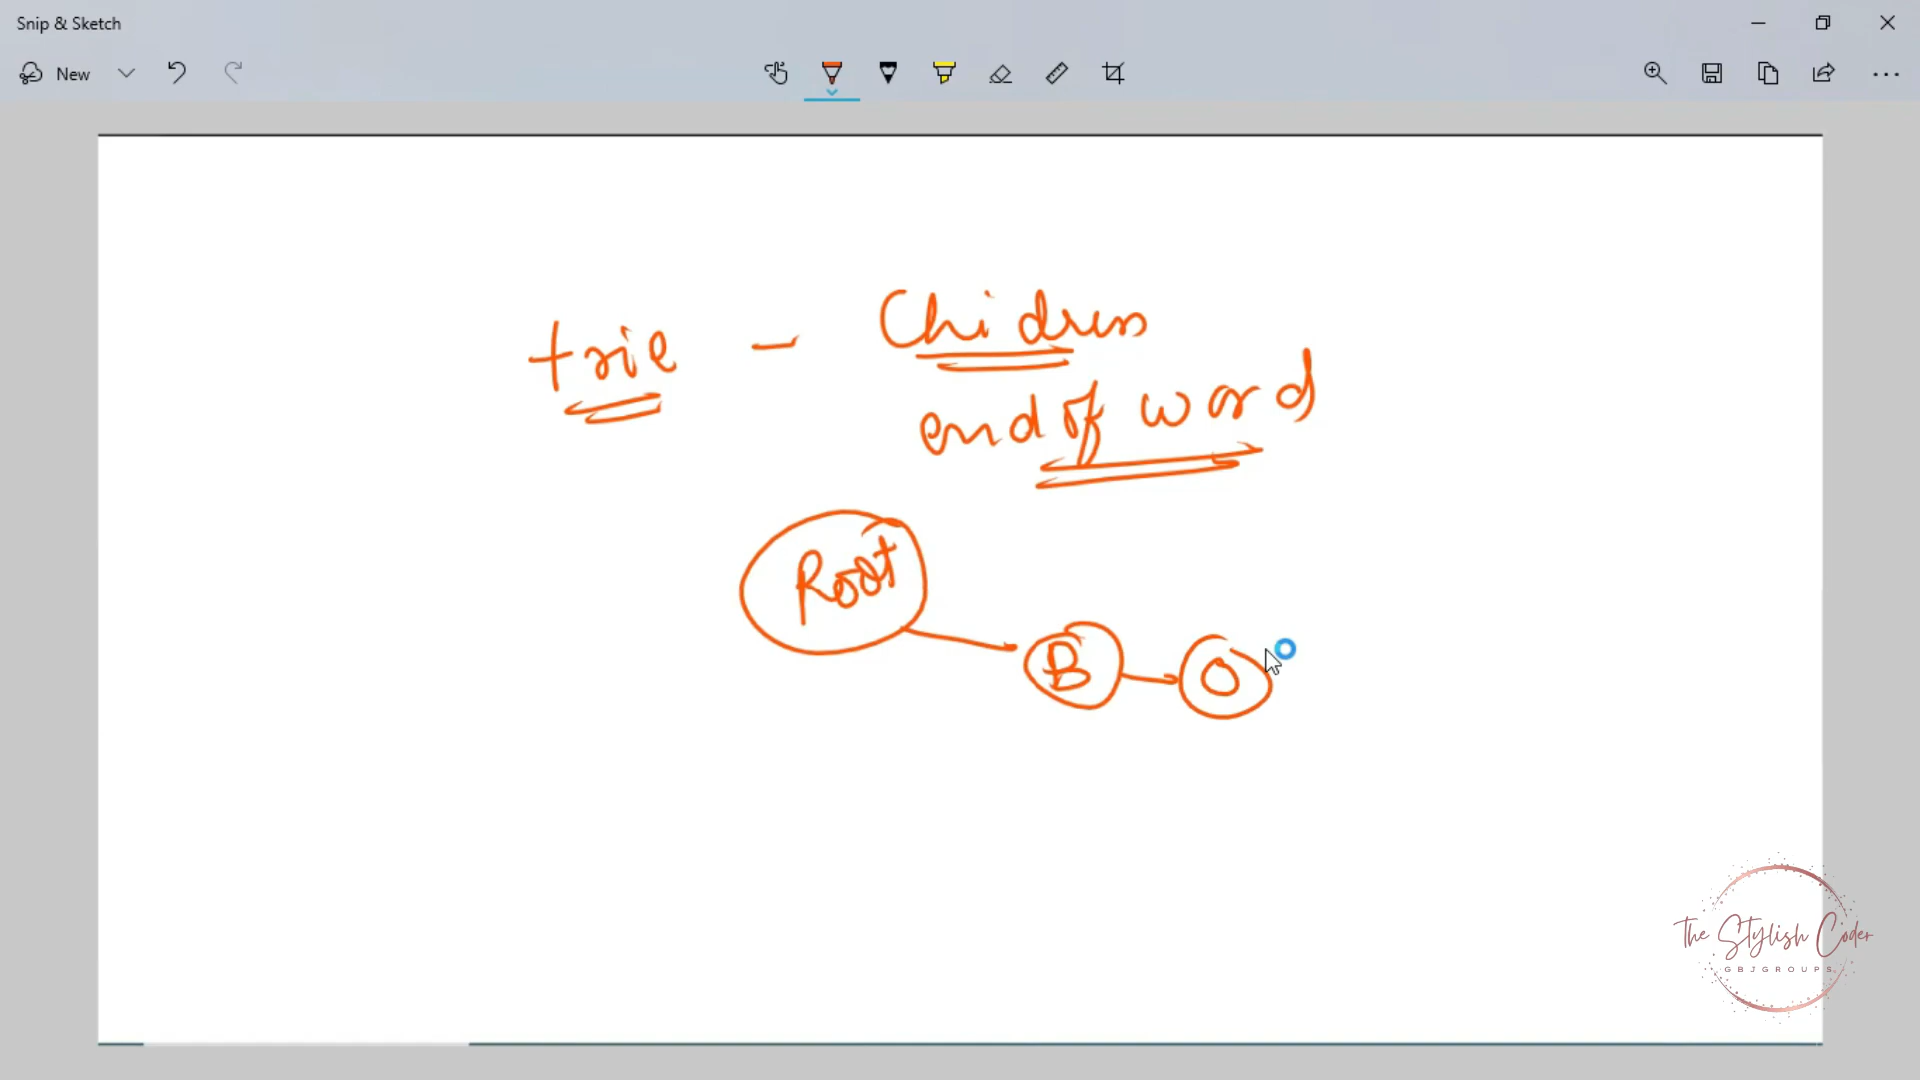 Snip & Sketch
New
trie - Chidren
end of word
Root
B
O
The Stylish Coder
GBJGROUPS